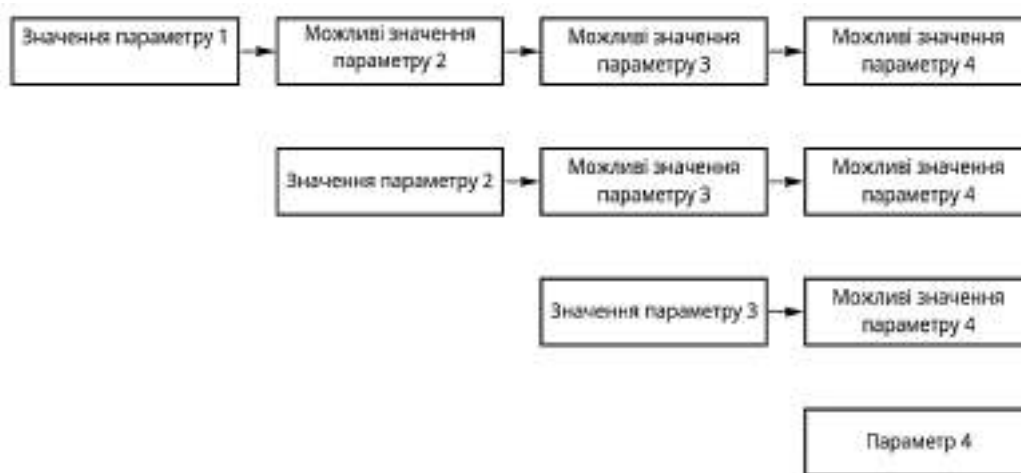 Значення параметру 1
Можливі значення
параметру 2
Можливі значення
параметру 3
Можливі значення
параметру 4
Значення параметру 2
Можливі значення
параметру 3
Можливі значення
параметру 4
Значення параметру 3
Можливі значення
параметру 4
Параметр 4